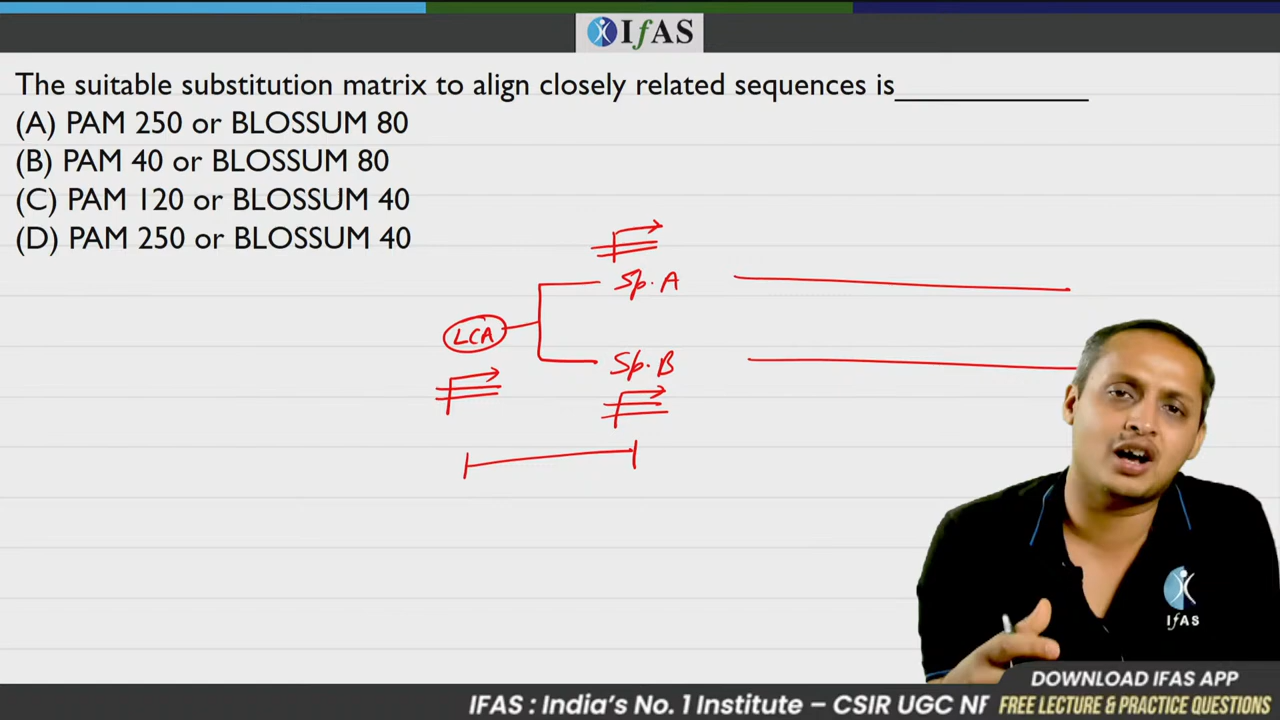 IfAS
The suitable substitution matrix to align closely related sequences is____________
(A) PAM 250 or BLOSSUM 80
(B) PAM 40 or BLOSSUM 80
(C) PAM 120 or BLOSSUM 40
(D) PAM 250 or BLOSSUM 40
Sp. A
LCA
Sp. B
IfAS
DOWNLOAD IFAS APP
IFAS : India's No. 1 Institute – CSIR UGC NE
FREE LECTURE & PRACTICE QUESTIONS